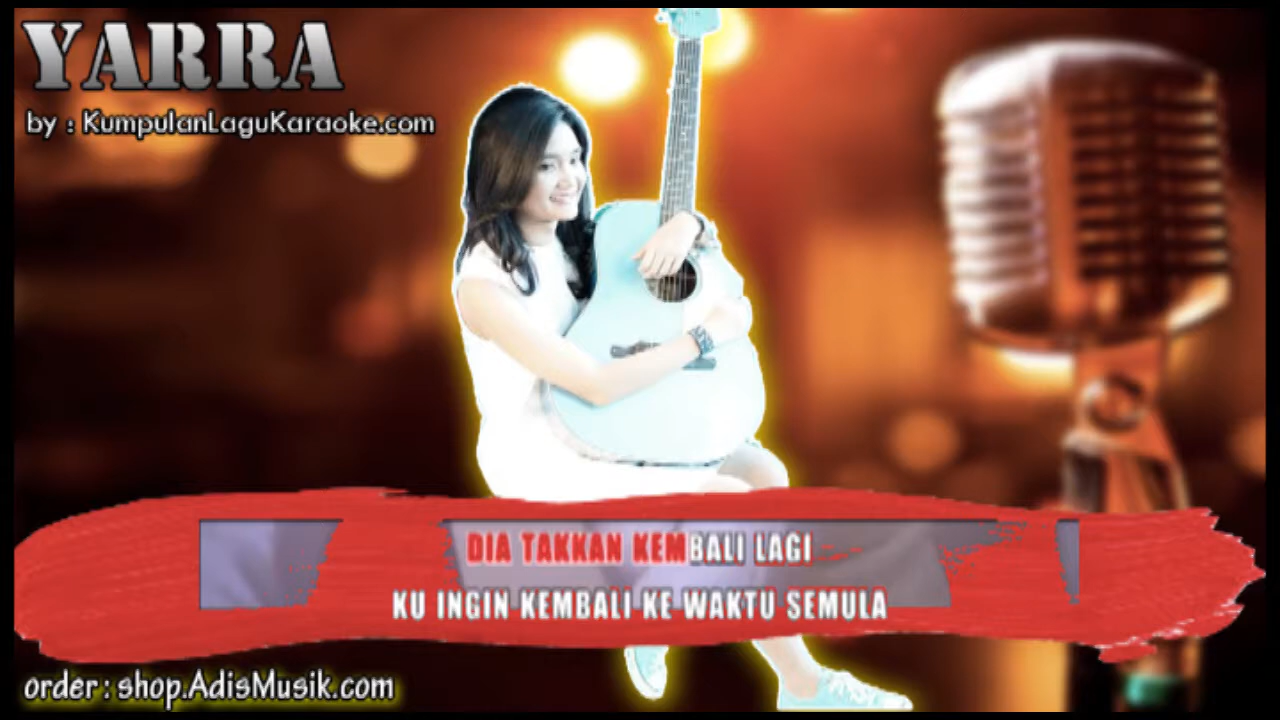 YARRA
by : KumpulanLaguKaraoke.com
DIA TAKKAN KEMBALI LAGI
KU INGIN KEMBALI KE WAKTU SEMULA
order : shop.AdisMusik.com